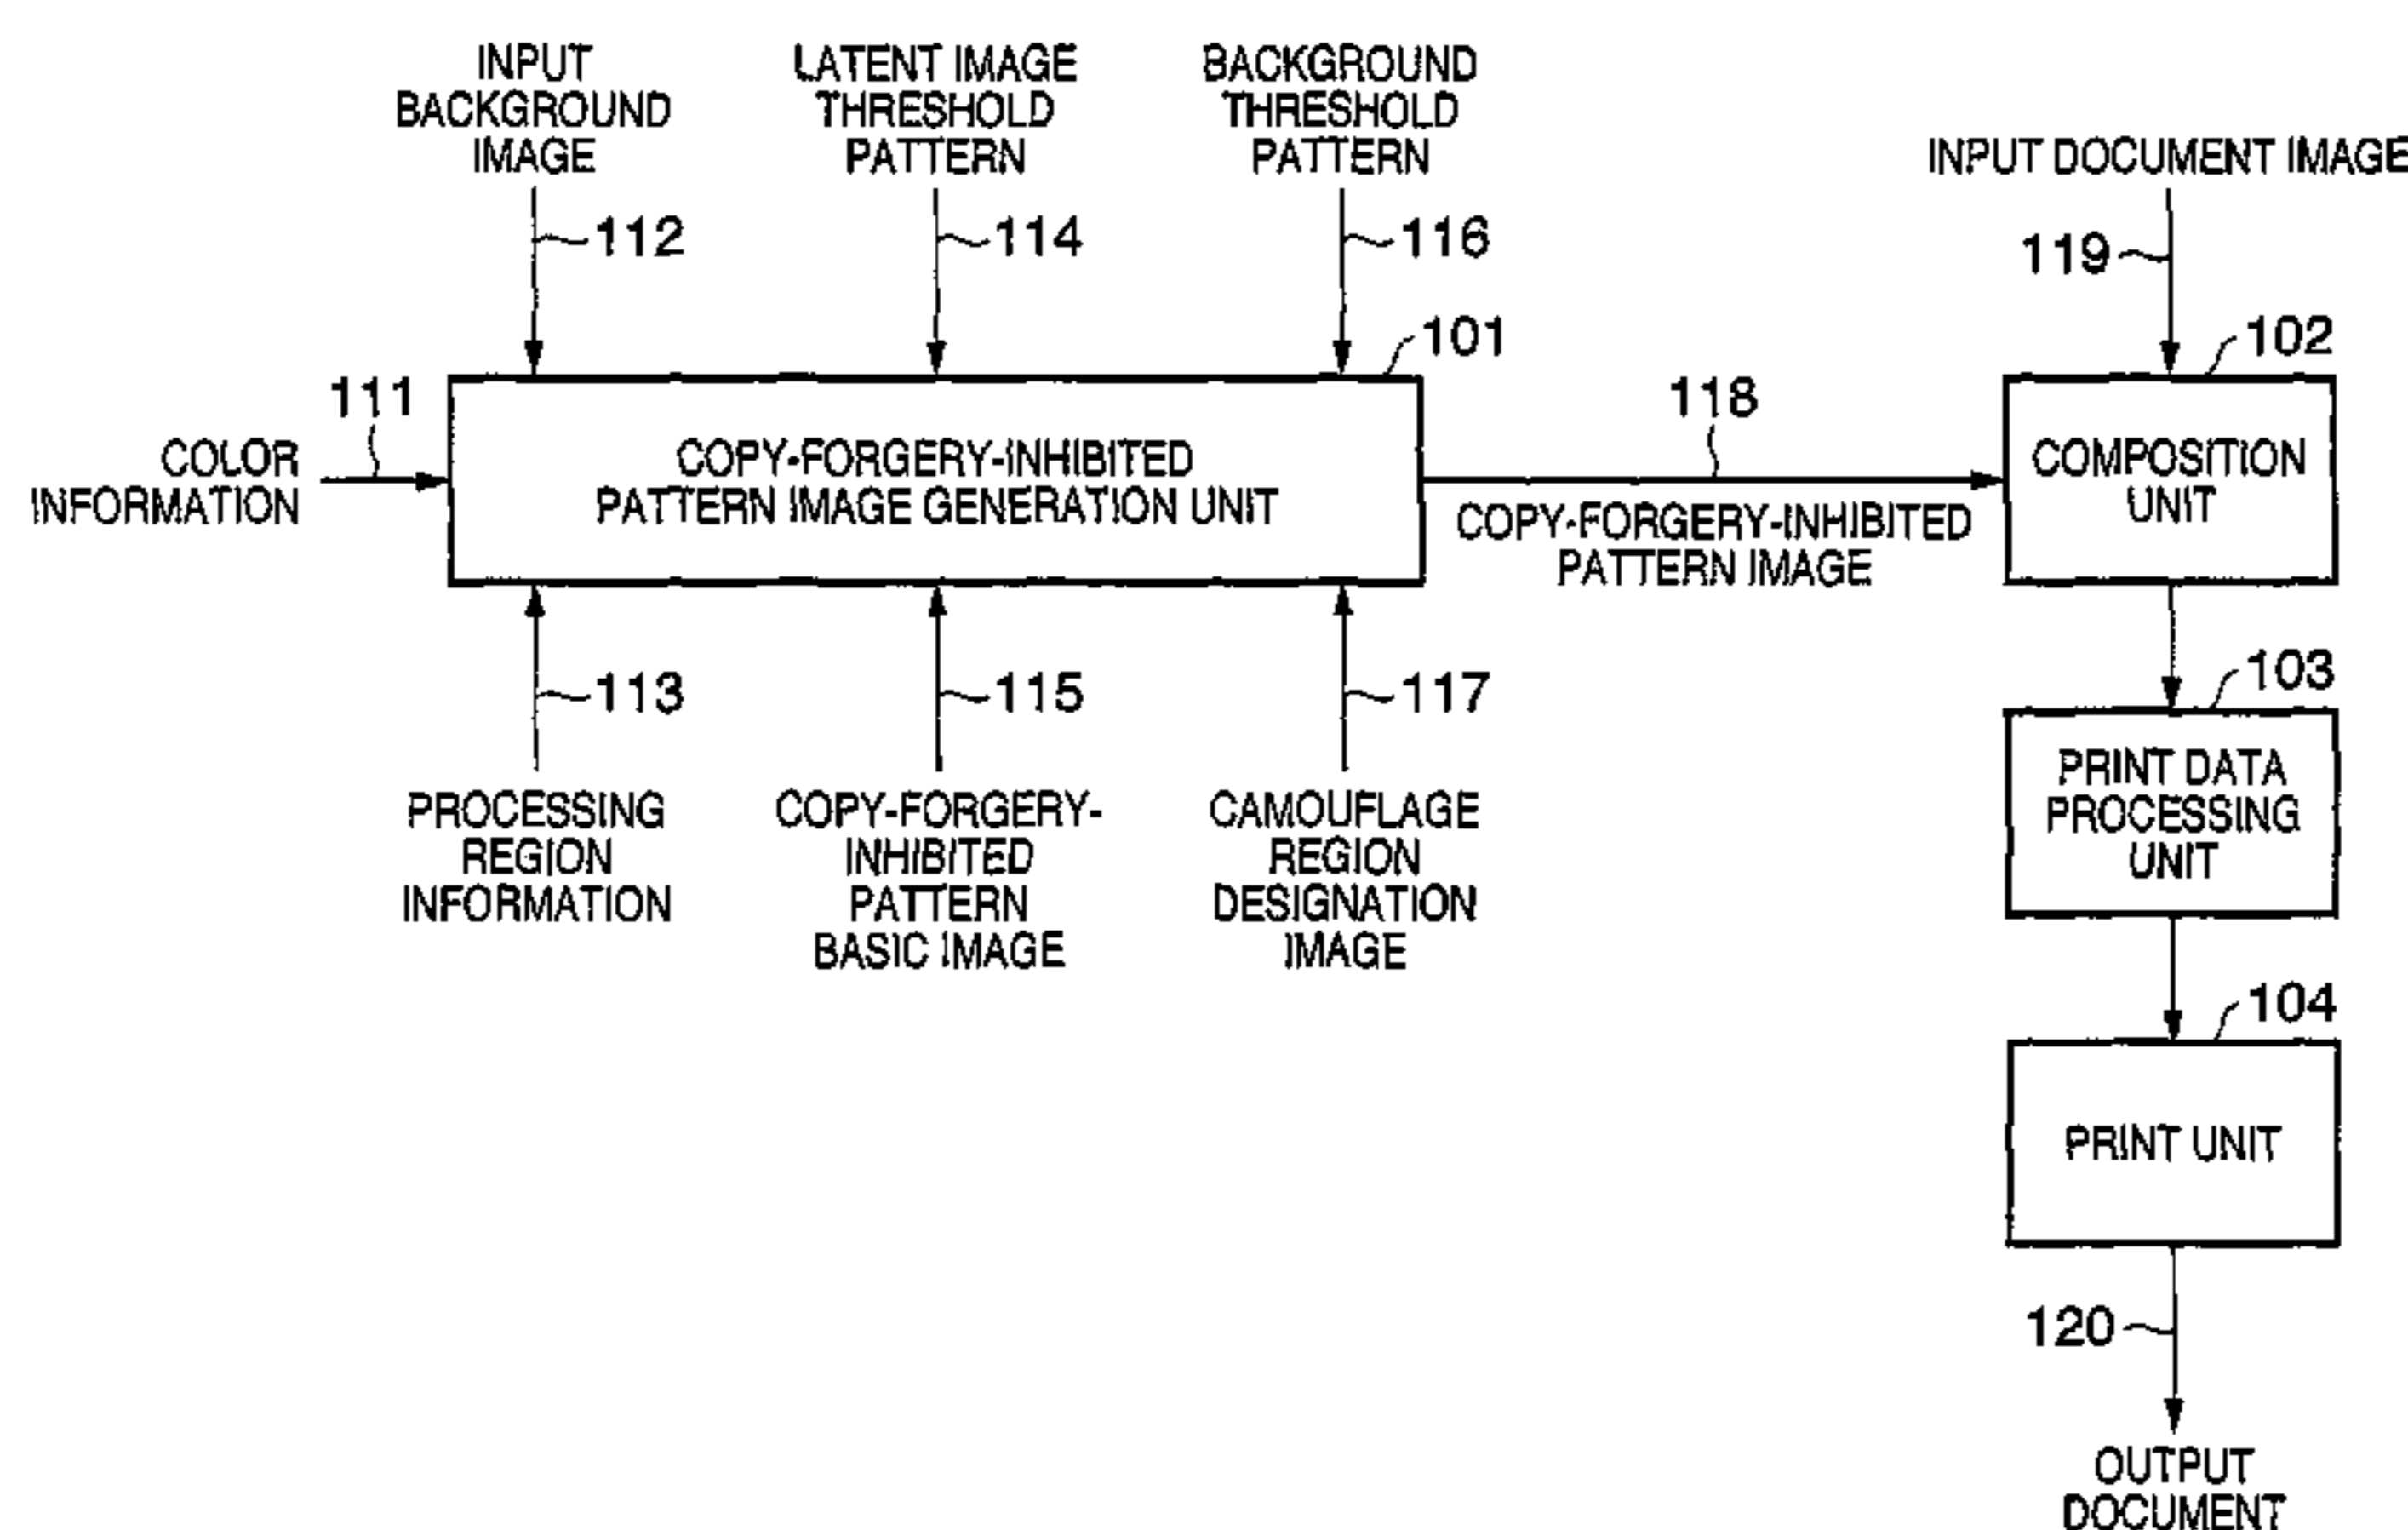 INPUT
BACKGROUND
IMAGE
LATENT IMAGE
THRESHOLD
PATTERN
BACKGROUND
THRESHOLD
PATTERN
INPUT DOCUMENT IMAGE
112
114
116
119
101
102
111
118
COLOR
INFORMATION
COPY-FORGERY-INHIBITED
PATTERN IMAGE GENERATION UNIT
COPY-FORGERY-INHIBITED
PATTERN IMAGE
COMPOSITION
UNIT
113
115
117
103
PROCESSING
REGION
INFORMATION
COPY-FORGERY-
INHIBITED
PATTERN
BASIC IMAGE
CAMOUFLAGE
REGION
DESIGNATION
IMAGE
PRINT DATA
PROCESSING
UNIT
104
PRINT UNIT
120
OUTPUT
DOCUMENT